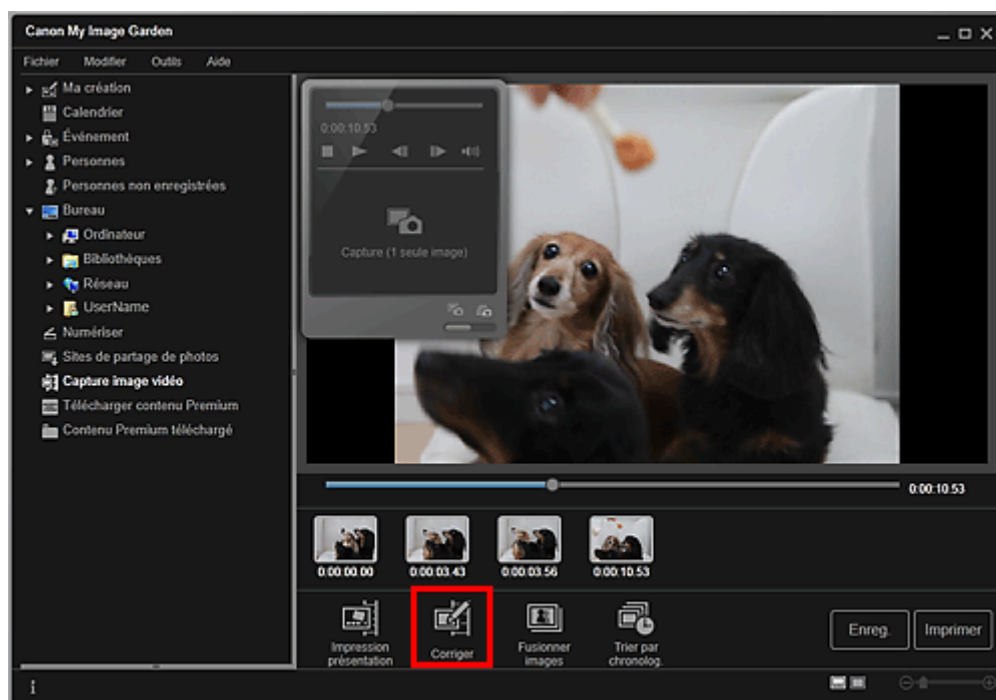 Canon My Image Garden
Fichier Modifier Outils Aide
Ma création
Calendrier
Événement
Personnes
Personnes non enregistrées
Bureau
Ordinateur
Bibliothèques
Réseau
UserName
Numériser
Sites de partage de photos
Capture image vidéo
Télécharger contenu Premium
Contenu Premium téléchargé
0:00:10.53
Capture (1 seule image)
0:00:10.53
0:00:00.00 0:00:03.43 0:00:03.56 0:00:10.53
Impression présentation
Corriger
Fusionner images
Trier par chronolog.
Enreg.
Imprimer